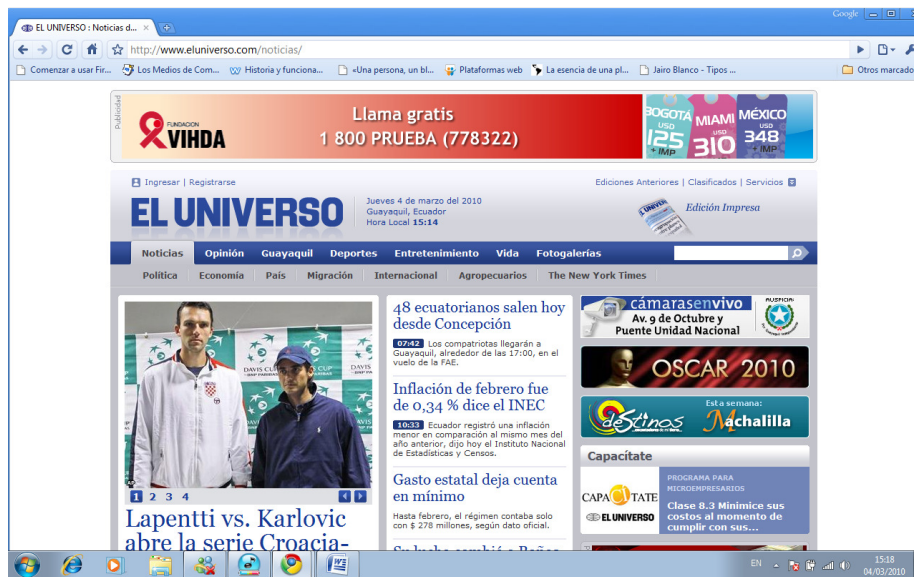 Google
EL UNIVERSO : Noticias d...
http://www.eluniverso.com/noticias/
Comenzar a usar Fir...
Los Medios de Com...
Historia y funciona...
«Una persona, un bl...
Plataformas web
La esencia de una pl...
Jairo Blanco - Tipos ...
Otros marcado
Publicidad
FUNDACION
VIHDA
Llama gratis
1 800 PRUEBA (778322)
BOGOTÁ
USD
125
+ IMP
MIAMI
USD
310
MÉXICO
USD
348
+ IMP
Ingresar | Registrarse
Ediciones Anteriores | Clasificados | Servicios
EL UNIVERSO
Jueves 4 de marzo del 2010
Guayaquil, Ecuador
Hora Local 15:14
Edición Impresa
Noticias Opinión Guayaquil Deportes Entretenimiento Vida Fotogalerías
Política Economía País Migración Internacional Agropecuarios The New York Times
DAVIS CUP
BNP PARIBAS
1 2 3 4
Lapentti vs. Karlovic
abre la serie Croacia-
48 ecuatorianos salen hoy
desde Concepción
07:42 Los compatriotas llegarán a
Guayaquil, alrededor de las 17:00, en el
vuelo de la FAE.
Inflación de febrero fue
de 0,34 % dice el INEC
10:33 Ecuador registró una inflación
menor en comparación al mismo mes del
año anterior, dijo hoy el Instituto Nacional
de Estadísticas y Censos.
Gasto estatal deja cuenta
en mínimo
Hasta febrero, el régimen contaba solo
con $ 278 millones, según dato oficial.
cámarasenvivo
Av. 9 de Octubre y
Puente Unidad Nacional
AUSPICIA:
OSCAR 2010
destinos
Esta semana:
Machalilla
Capacítate
CAPACÍTATE
EL UNIVERSO
PROGRAMA PARA
MICROEMPRESARIOS
Clase 8.3 Minimice sus
costos al momento de
cumplir con sus...
EN
15:18
04/03/2010